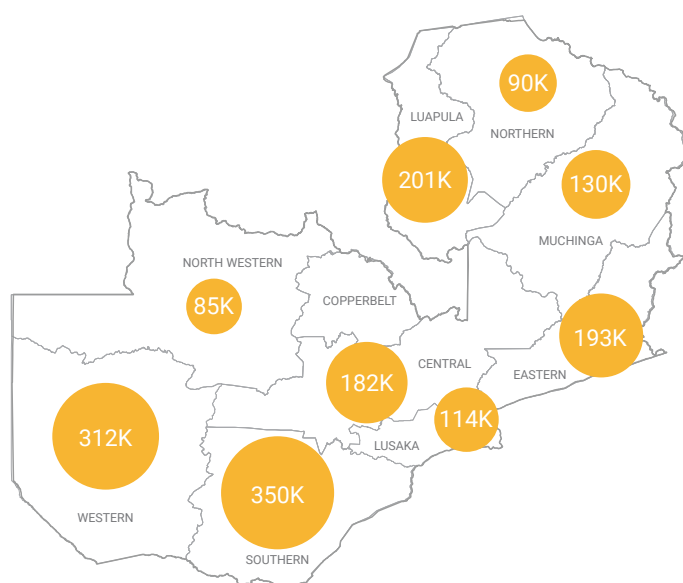 90K
LUAPULA
NORTHERN
201K
130K
MUCHINGA
NORTH WESTERN
85K
COPPERBELT
193K
CENTRAL
EASTERN
182K
114K
312K
LUSAKA
350K
WESTERN
SOUTHERN